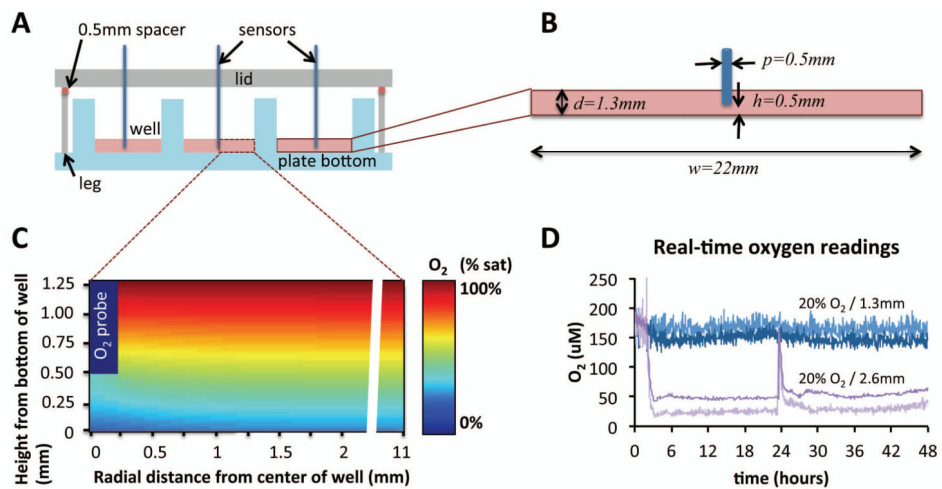 A
0.5mm spacer
sensors
lid
well
leg
plate bottom
B
p=0.5mm
d=1.3mm
h=0.5mm
w=22mm
C
O₂ (% sat)
100%
0%
Height from bottom of well
(mm)
1.25
1.00
0.75
0.50
0.25
0
O₂ probe
0 0.5 1 1.5 2 11
Radial distance from center of well (mm)
D
Real-time oxygen readings
O₂ (uM)
250
200
150
100
50
0
20% O₂ / 1.3mm
20% O₂ / 2.6mm
0 6 12 18 24 30 36 42 48
time (hours)